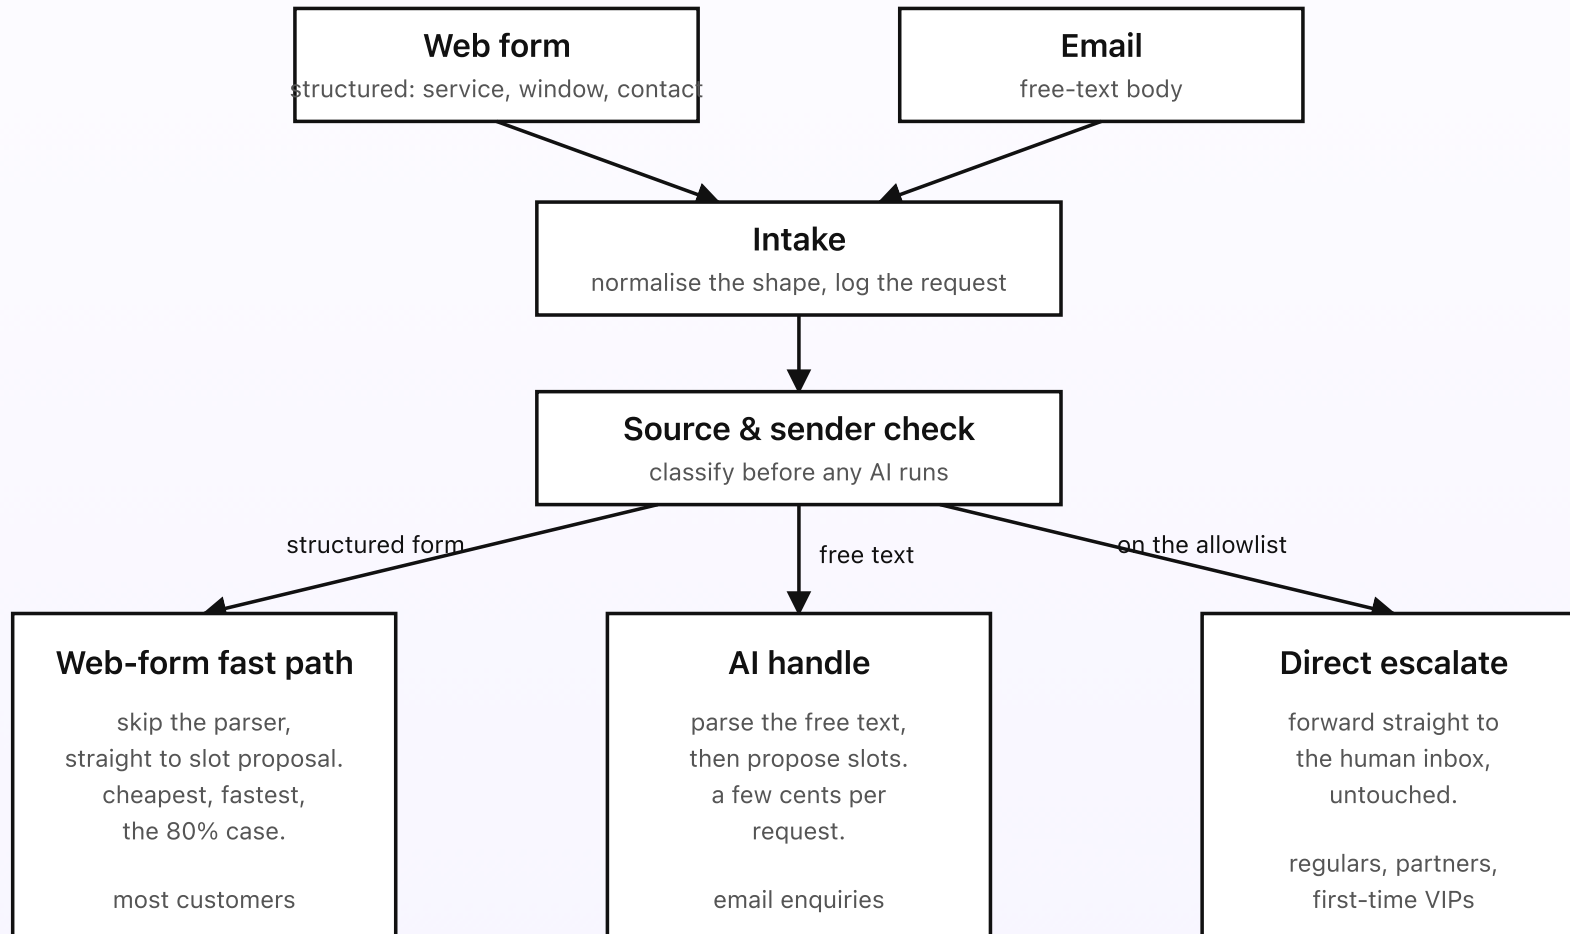 Web form
structured: service, window, contact
Email
free-text body
Intake
normalise the shape, log the request
Source & sender check
classify before any AI runs
structured form
free text
on the allowlist
Web-form fast path
skip the parser,
straight to slot proposal.
cheapest, fastest,
the 80% case.
most customers
AI handle
parse the free text,
then propose slots.
a few cents per
request.
email enquiries
Direct escalate
forward straight to
the human inbox,
untouched.
regulars, partners,
first-time VIPs